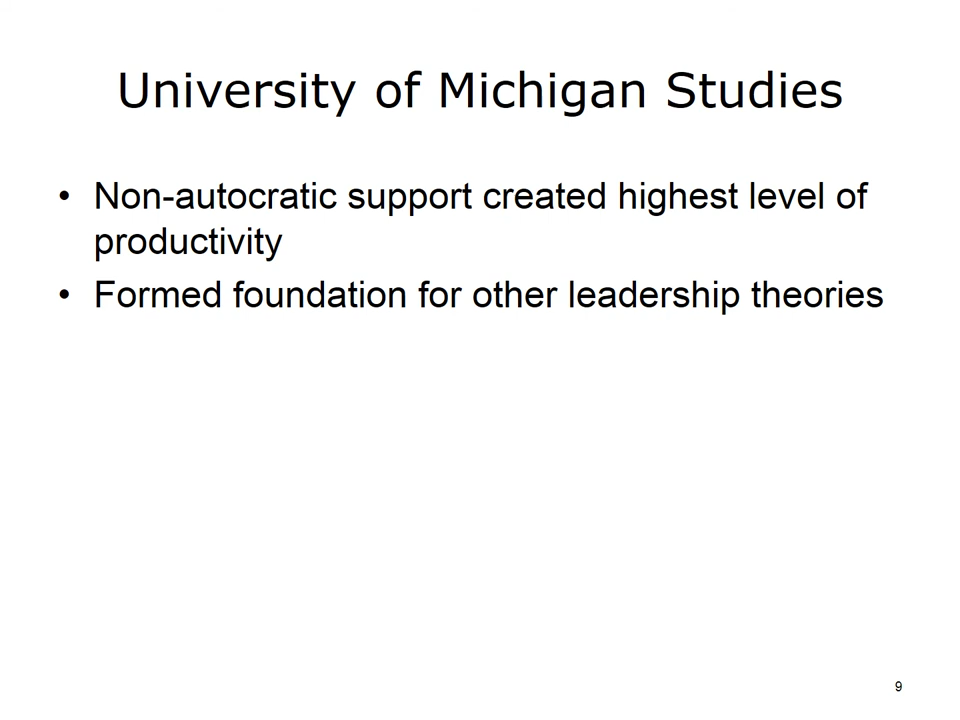 University of Michigan Studies
• Non-autocratic support created highest level of
productivity
• Formed foundation for other leadership theories
9